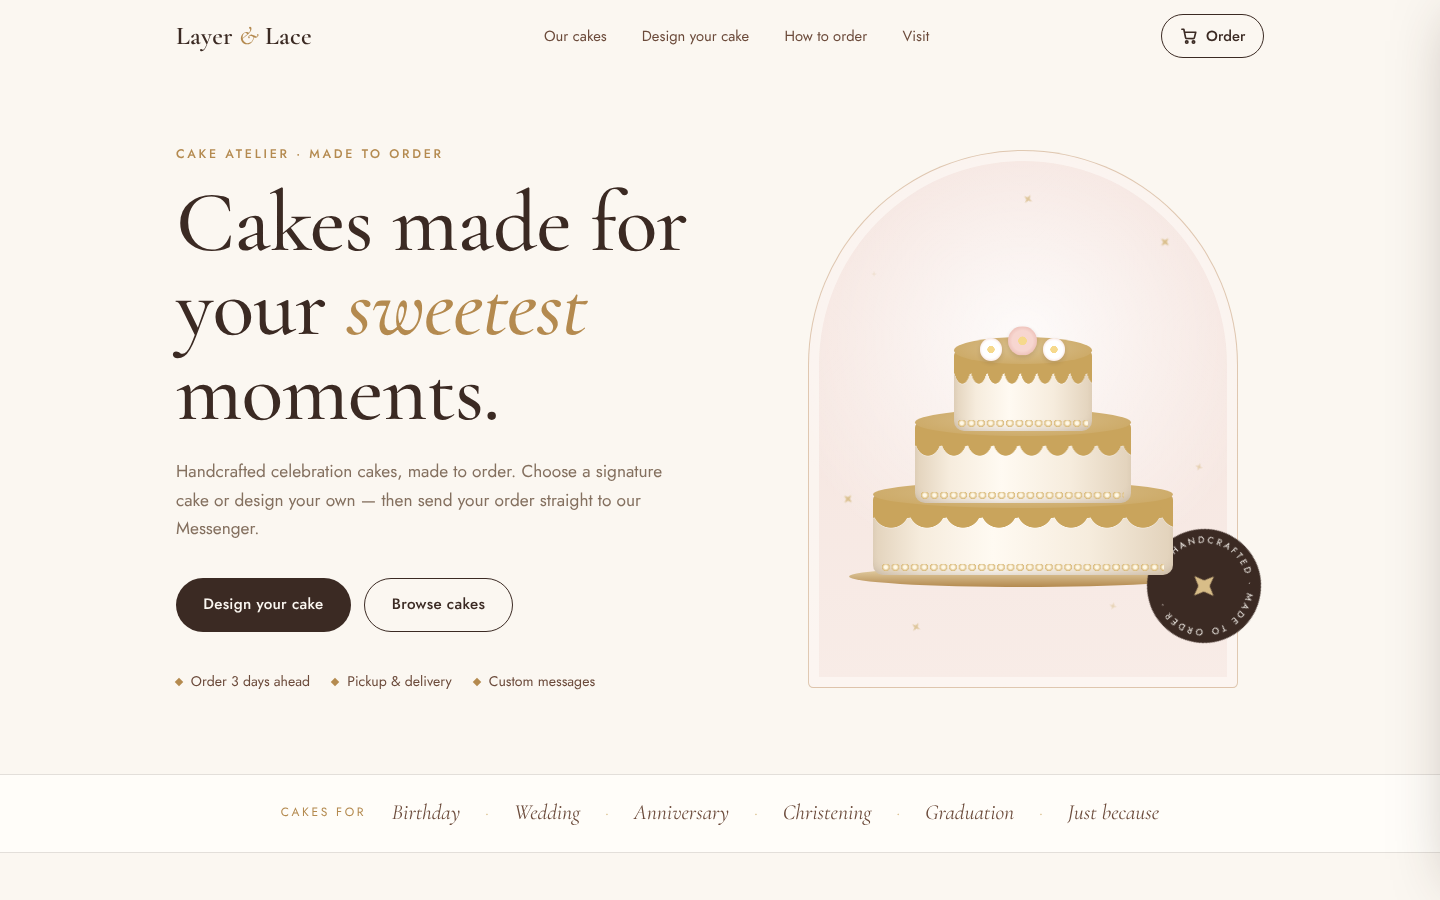 Layer & Lace
Our cakes
Design your cake
How to order
Visit
Order
CAKE ATELIER · MADE TO ORDER
Cakes made for
your sweetest
moments.
Handcrafted celebration cakes, made to order. Choose a signature
cake or design your own — then send your order straight to our
Messenger.
Design your cake
Browse cakes
Order 3 days ahead
Pickup & delivery
Custom messages
HANDCRAFTED · MADE TO ORDER ·
CAKES FOR
Birthday · Wedding · Anniversary · Christening · Graduation · Just because